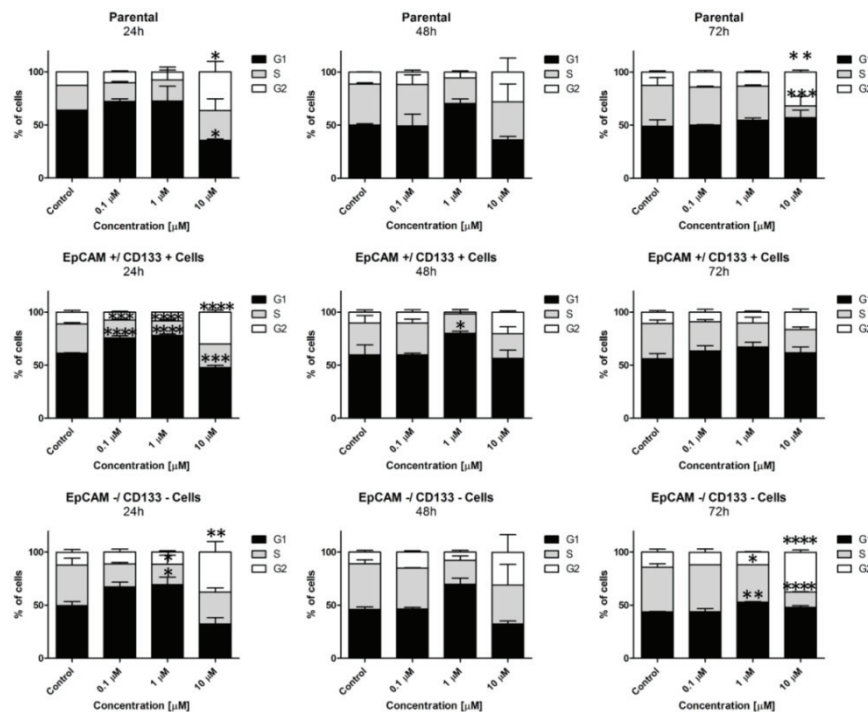 Parental
24h
* 
100
50
0
% of cells
*
G1
S
G2
Control
0.1 μM
1 μM
10 μM
Concentration [μM]
Parental
48h
100
50
0
% of cells
G1
S
G2
Control
0.1 μM
1 μM
10 μM
Concentration [μM]
Parental
72h
**
100
50
0
% of cells
***
G1
S
G2
Control
0.1 μM
1 μM
10 μM
Concentration [μM]
EpCAM +/ CD133 + Cells
24h
100
50
0
% of cells
*** **** ****
**** ****
***
G1
S
G2
Control
0.1 μM
1 μM
10 μM
Concentration [μM]
EpCAM +/ CD133 + Cells
48h
100
50
0
% of cells
*
G1
S
G2
Control
0.1 μM
1 μM
10 μM
Concentration [μM]
EpCAM +/ CD133 + Cells
72h
100
50
0
% of cells
G1
S
G2
Control
0.1 μM
1 μM
10 μM
Concentration [μM]
EpCAM -/ CD133 - Cells
24h
**
100
50
0
% of cells
*
*
G1
S
G2
Control
0.1 μM
1 μM
10 μM
Concentration [μM]
EpCAM -/ CD133 - Cells
48h
100
50
0
% of cells
G1
S
G2
Control
0.1 μM
1 μM
10 μM
Concentration [μM]
EpCAM -/ CD133 - Cells
72h
****
100
50
0
% of cells
*
**
****
G1
S
G2
Control
0.1 μM
1 μM
10 μM
Concentration [μM]